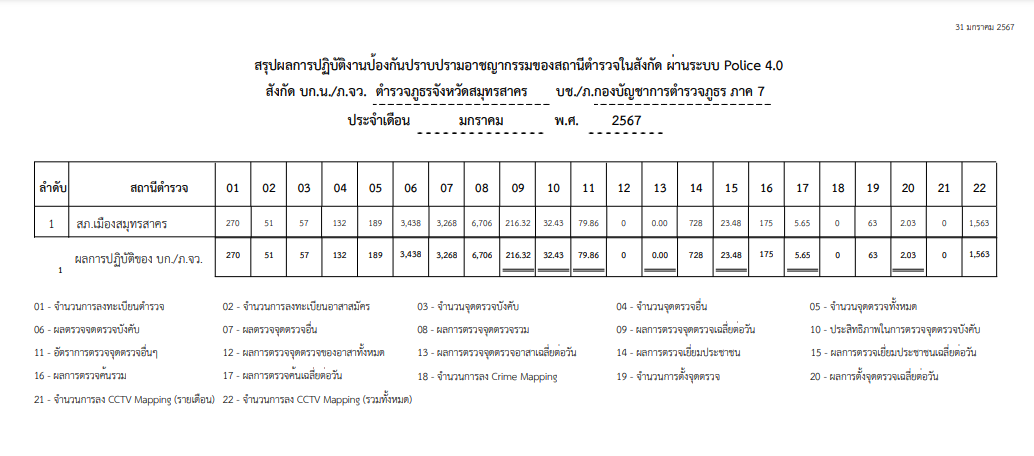 31 มกราคม 2567
สรุปผลการปฏิบัติงานป้องกันปราบปรามอาชญากรรมของสถานีตำรวจในสังกัด ผ่านระบบ Police 4.0
สังกัด บก.น./ภ.จว. ตำรวจภูธรจังหวัดสมุทรสาคร บช./ภ.กองบัญชาการตำรวจภูธร ภาค 7
ประจำเดือน มกราคม พ.ศ. 2567
ลำดับ สถานีตำรวจ 01 02 03 04 05 06 07 08 09 10 11 12 13 14 15 16 17 18 19 20 21 22
1 สภ.เมืองสมุทรสาคร 270 51 57 132 189 3,438 3,268 6,706 216.32 32.43 79.86 0 0.00 728 23.48 175 5.65 0 63 2.03 0 1,563
1 ผลการปฏิบัติของ บก./ภ.จว. 270 51 57 132 189 3,438 3,268 6,706 216.32 32.43 79.86 0 0.00 728 23.48 175 5.65 0 63 2.03 0 1,563
01 - จำนวนการลงทะเบียนตำรวจ 02 - จำนวนการลงทะเบียนอาสาสมัคร 03 - จำนวนจุดตรวจบังคับ 04 - จำนวนจุดตรวจอื่น 05 - จำนวนจุดตรวจทั้งหมด
06 - ผลตรวจจดตรวจบังคับ 07 - ผลตรวจจุดตรวจอื่น 08 - ผลการตรวจจุดตรวจรวม 09 - ผลการตรวจจุดตรวจเฉลี่ยต่อวัน 10 - ประสิทธิภาพในการตรวจจุดตรวจบังคับ
11 - อัตราการตรวจจุดตรวจอื่นๆ 12 - ผลการตรวจจุดตรวจของอาสาทั้งหมด 13 - ผลการตรวจจุดตรวจอาสาเฉลี่ยต่อวัน 14 - ผลการตรวจเยี่ยมประชาชน 15 - ผลการตรวจเยี่ยมประชาชนเฉลี่ยต่อวัน
16 - ผลการตรวจค้นรวม 17 - ผลการตรวจค้นเฉลี่ยต่อวัน 18 - จำนวนการลง Crime Mapping 19 - จำนวนการตั้งจุดตรวจ 20 - ผลการตั้งจุดตรวจเฉลี่ยต่อวัน
21 - จำนวนการลง CCTV Mapping (รายเดือน) 22 - จำนวนการลง CCTV Mapping (รวมทั้งหมด)